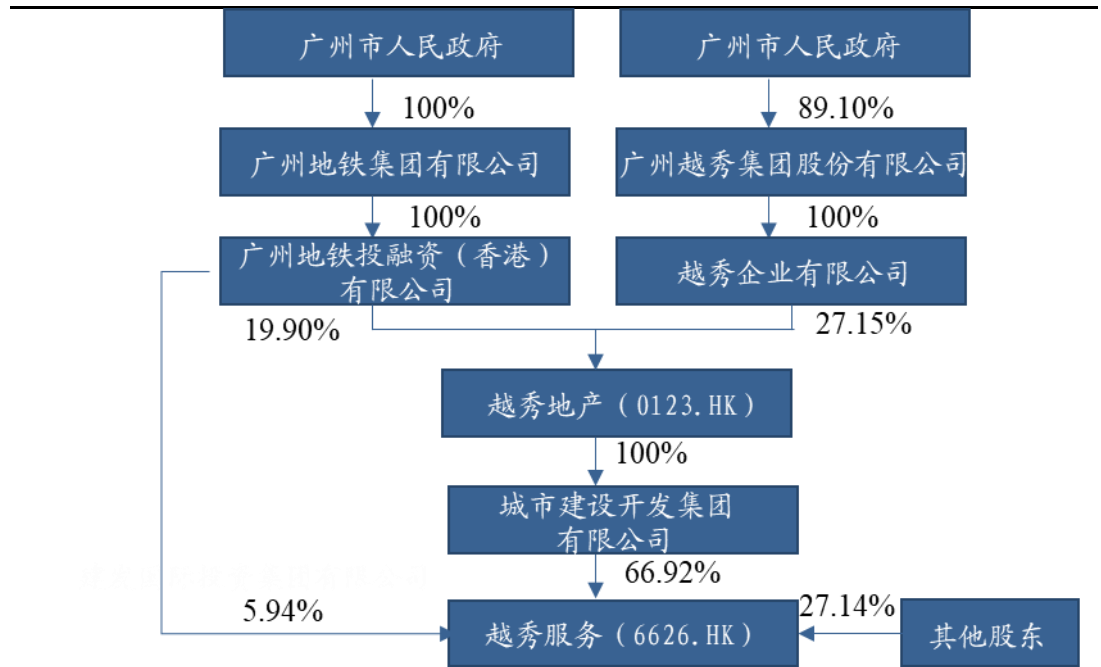 广州市人民政府
广州市人民政府
100%
89.10%
广州地铁集团有限公司
广州越秀集团股份有限公司
100%
100%
广州地铁投融资（香港）
有限公司
越秀企业有限公司
19.90%
27.15%
越秀地产（0123.HK）
100%
城市建设开发集团
有限公司
66.92%
5.94%
27.14%
越秀服务（6626.HK）
其他股东